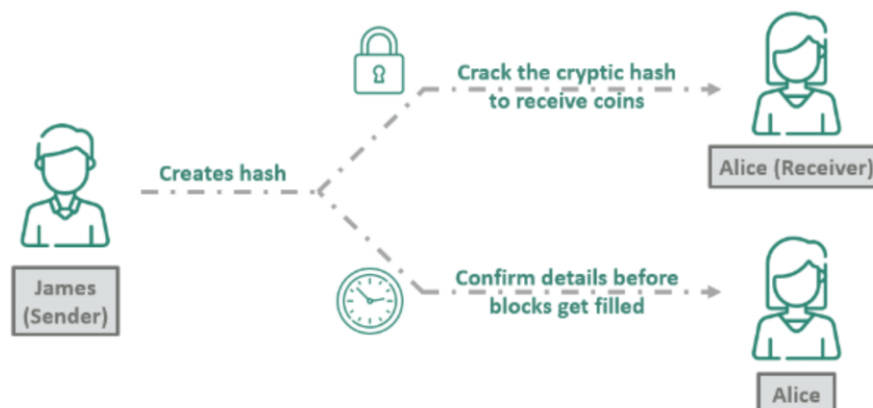 Crack the cryptic hash
to receive coins
Alice (Receiver)
Creates hash
James
(Sender)
Confirm details before
blocks get filled
Alice